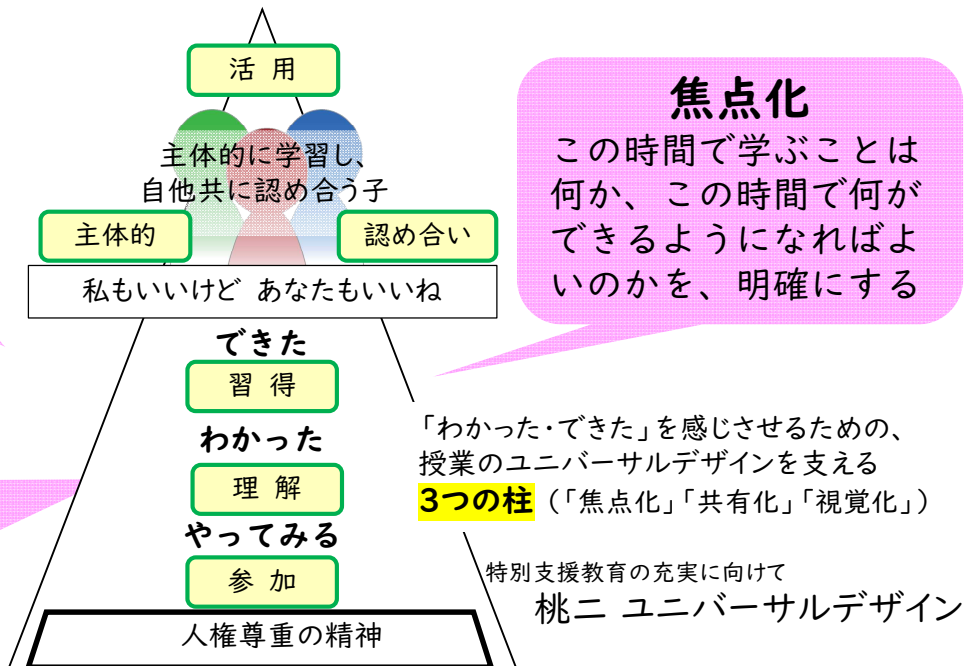 活 用
主体的に学習し、
自他共に認め合う子
主体的
認め合い
私もいいけど あなたもいいね
できた
習 得
わかった
理 解
やってみる
参 加
人権尊重の精神
焦点化
この時間で学ぶことは
何か、この時間で何が
できるようになればよ
いのかを、明確にする
「わかった・できた」を感じさせるための、
授業のユニバーサルデザインを支える
3つの柱（「焦点化」「共有化」「視覚化」）
特別支援教育の充実に向けて
桃二 ユニバーサルデザイン